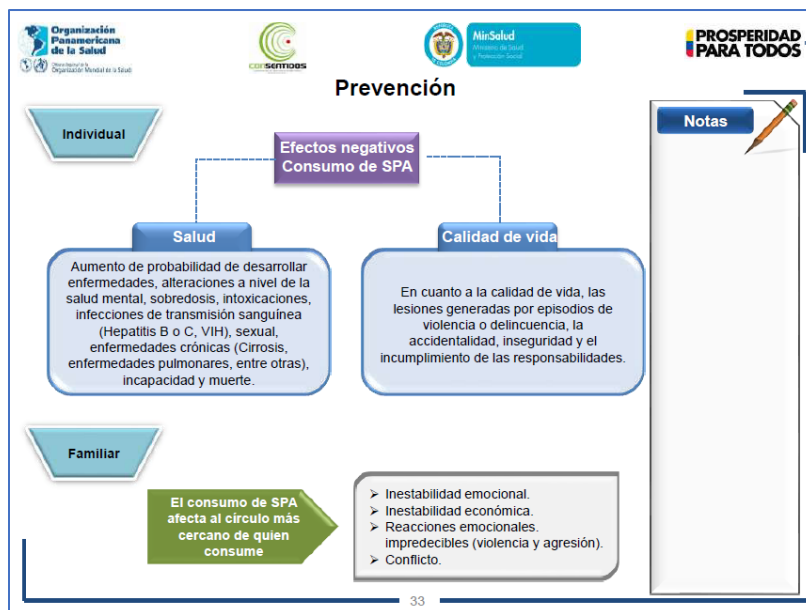 Organización
Panamericana
de la Salud
Organización Mundial de la Salud
CONSENTIDOS
MinSalud
Ministerio de Salud
y Protección Social
PROSPERIDAD
PARA TODOS
Prevención
Individual
Notas
Efectos negativos
Consumo de SPA
Salud
Calidad de vida
Aumento de probabilidad de desarrollar
enfermedades, alteraciones a nivel de la
salud mental, sobredosis, intoxicaciones,
infecciones de transmisión sanguínea
(Hepatitis B o C, VIH), sexual,
enfermedades crónicas (Cirrosis,
enfermedades pulmonares, entre otras),
incapacidad y muerte.
En cuanto a la calidad de vida, las
lesiones generadas por episodios de
violencia o delincuencia, la
accidentalidad, inseguridad y el
incumplimiento de las responsabilidades.
Familiar
El consumo de SPA
afecta al círculo más
cercano de quien
consume
➢ Inestabilidad emocional.
➢ Inestabilidad económica.
➢ Reacciones emocionales.
impredecibles (violencia y agresión).
➢ Conflicto.
33